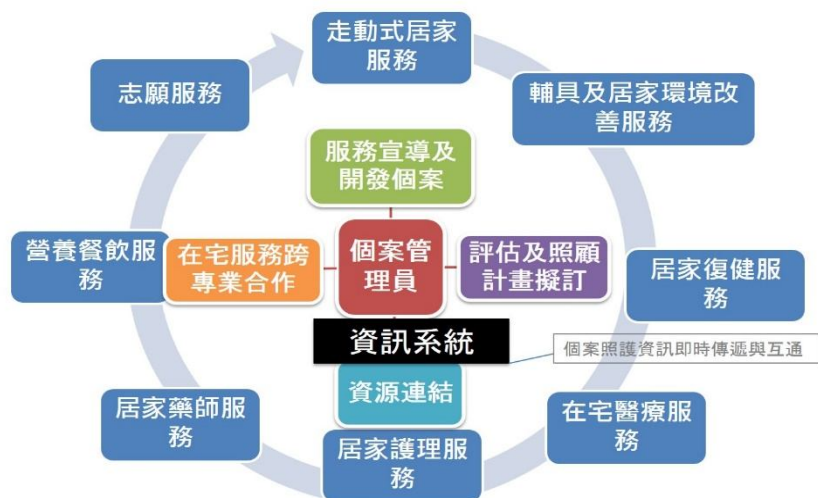 走動式居家
服務
志願服務
輔具及居家環境改
善服務
服務宣導及
開發個案
營養餐飲服
務
在宅服務跨
專業合作
個案管
理員
評估及照顧
計畫擬訂
居家復健服
務
資訊系統
個案照護資訊即時傳遞與互通
資源連結
居家藥師服
務
居家護理服
務
在宅醫療服
務